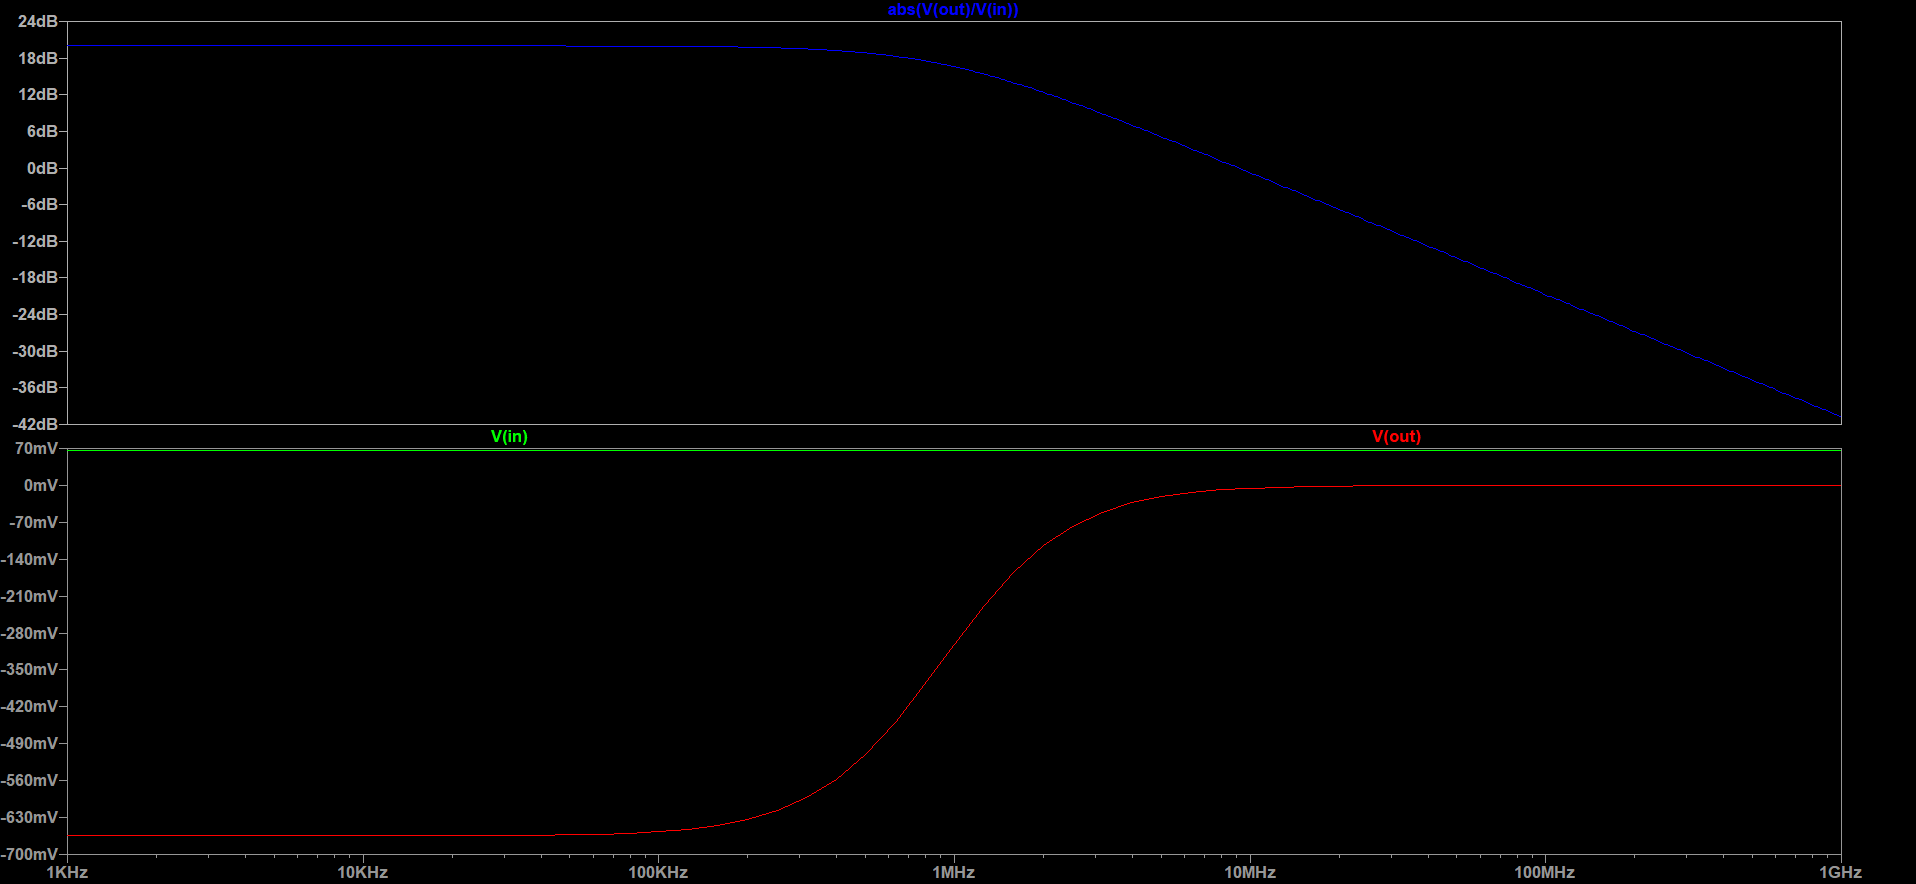 abs(V(out)/V(in))
24dB
18dB
12dB
6dB
0dB
-6dB
-12dB
-18dB
-24dB
-30dB
-36dB
-42dB
V(in) V(out)
70mV
0mV
-70mV
-140mV
-210mV
-280mV
-350mV
-420mV
-490mV
-560mV
-630mV
-700mV
1KHz 10KHz 100KHz 1MHz 10MHz 100MHz 1GHz